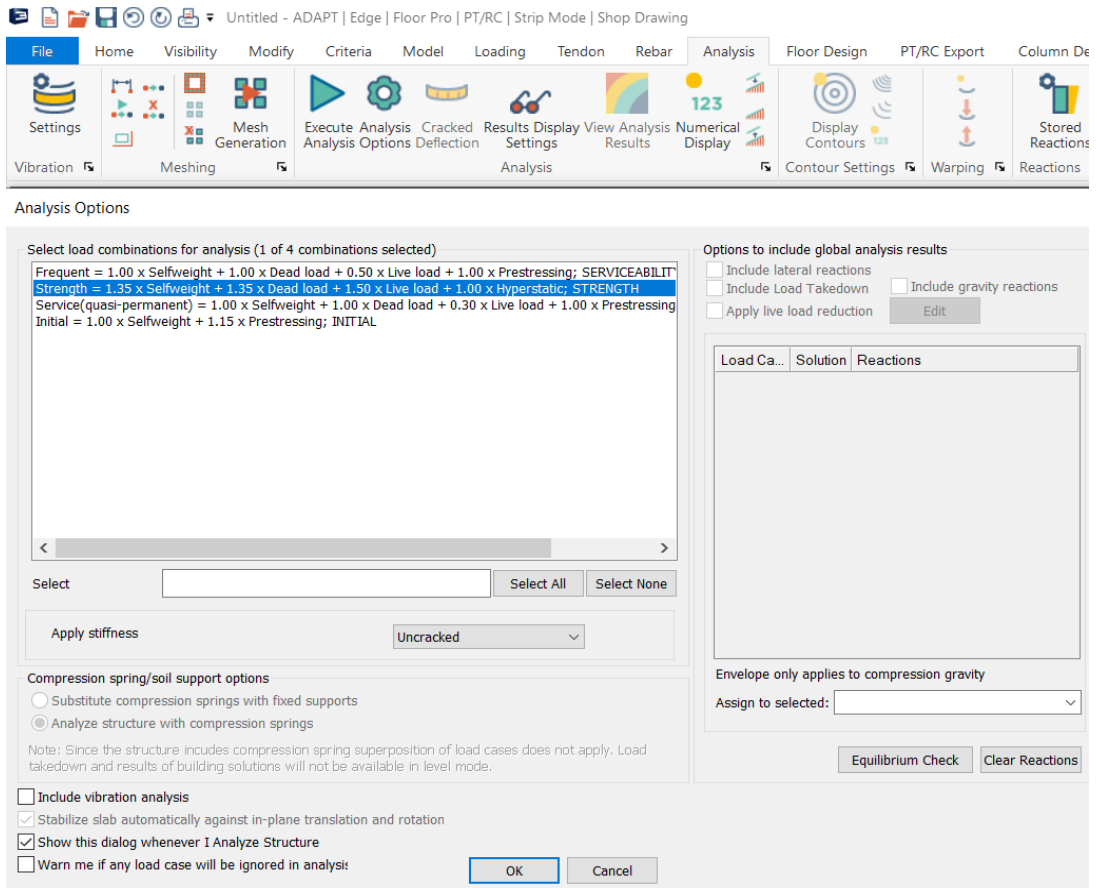 Untitled - ADAPT | Edge | Floor Pro | PT/RC | Strip Mode | Shop Drawing
File Home Visibility Modify Criteria Model Loading Tendon Rebar Analysis Floor Design PT/RC Export Column De
123
Settings Mesh Generation Execute Analysis Analysis Options Cracked Deflection Results Display Settings View Analysis Results Numerical Display Display Contours 123 Stored Reactions
Vibration Meshing Analysis Contour Settings Warping Reactions
Analysis Options
Select load combinations for analysis (1 of 4 combinations selected)
Frequent = 1.00 x Selfweight + 1.00 x Dead load + 0.50 x Live load + 1.00 x Prestressing; SERVICEABILIT
Strength = 1.35 x Selfweight + 1.35 x Dead load + 1.50 x Live load + 1.00 x Hyperstatic; STRENGTH
Service(quasi-permanent) = 1.00 x Selfweight + 1.00 x Dead load + 0.30 x Live load + 1.00 x Prestressing
Initial = 1.00 x Selfweight + 1.15 x Prestressing; INITIAL
Select
Select All Select None
Apply stiffness Uncracked
Compression spring/soil support options
Substitute compression springs with fixed supports
Analyze structure with compression springs
Note: Since the structure incudes compression spring superposition of load cases does not apply. Load
takedown and results of building solutions will not be available in level mode.
Include vibration analysis
Stabilize slab automatically against in-plane translation and rotation
Show this dialog whenever I Analyze Structure
Warn me if any load case will be ignored in analysis
OK Cancel
Options to include global analysis results
Include lateral reactions
Include Load Takedown Include gravity reactions
Apply live load reduction Edit
Load Ca... Solution Reactions
Envelope only applies to compression gravity
Assign to selected:
Equilibrium Check Clear Reactions